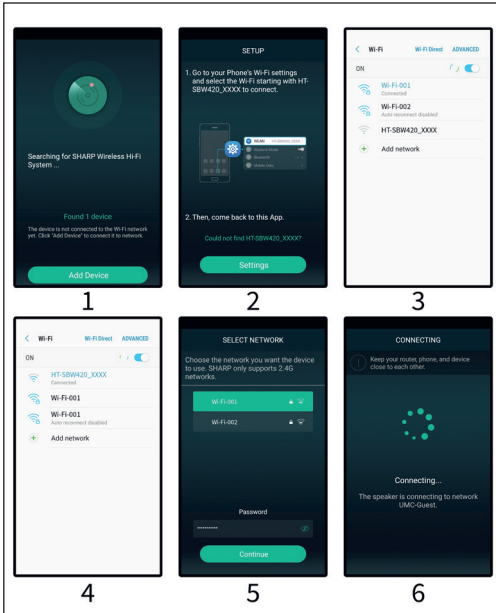 Searching for SHARP Wireless Hi-Fi
System ...
Found 1 device
The device is not connected to the Wi-Fi network
yet. Click "Add Device" to connect it to network.
Add Device
1
SETUP
1. Go to your Phone's Wi-Fi settings
and select the Wi-Fi starting with HT-
SBW420_XXXX to connect.
WLAN
Bluetooth
Mobile Data
2. Then, come back to this App.
Could not find HT-SBW420_XXXX?
Settings
2
Wi-Fi Wi-Fi Direct ADVANCED
ON
Wi-Fi-001
Connected
Wi-Fi-002
Auto reconnect disabled
HT-SBW420_XXXX
Add network
3
Wi-Fi Wi-Fi Direct ADVANCED
ON
HT-SBW420_XXXX
Connected
Wi-Fi-001
Wi-Fi-001
Auto reconnect disabled
Add network
4
SELECT NETWORK
Choose the network you want the device
to use. SHARP only supports 2.4G
networks.
Wi-Fi-001
Wi-Fi-002
Password
Continue
5
CONNECTING
Keep your router, phone, and device
close to each other.
Connecting...
The speaker is connecting to network
UMC-Guest.
6